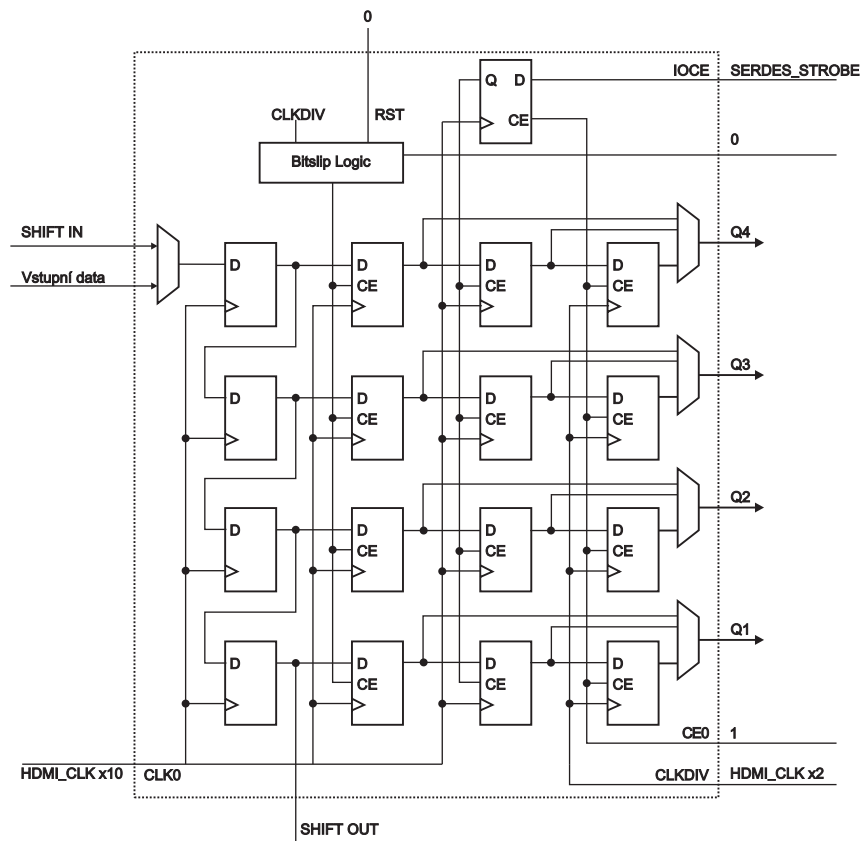 0
IOCE SERDES_STROBE
Q D
CLKDIV RST
CE
0
Bitslip Logic
SHIFT IN
Q4
D D D D
Vstupní data
CE CE CE
Q3
D D D D
CE CE CE
Q2
D D D D
CE CE CE
Q1
D D D D
CE CE CE
CE0 1
HDMI_CLK x10 CLK0 CLKDIV HDMI_CLK x2
SHIFT OUT